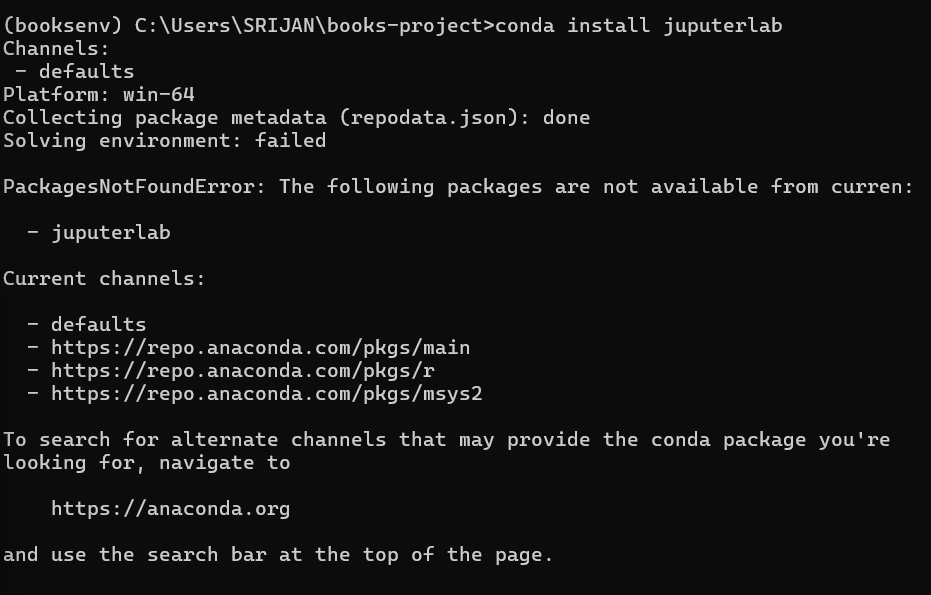 (booksenv) C:\Users\SRIJAN\books-project>conda install juputerlab
Channels:
 - defaults
Platform: win-64
Collecting package metadata (repodata.json): done
Solving environment: failed

PackagesNotFoundError: The following packages are not available from curren:

  - juputerlab

Current channels:

  - defaults
  - https://repo.anaconda.com/pkgs/main
  - https://repo.anaconda.com/pkgs/r
  - https://repo.anaconda.com/pkgs/msys2

To search for alternate channels that may provide the conda package you're
looking for, navigate to

    https://anaconda.org

and use the search bar at the top of the page.